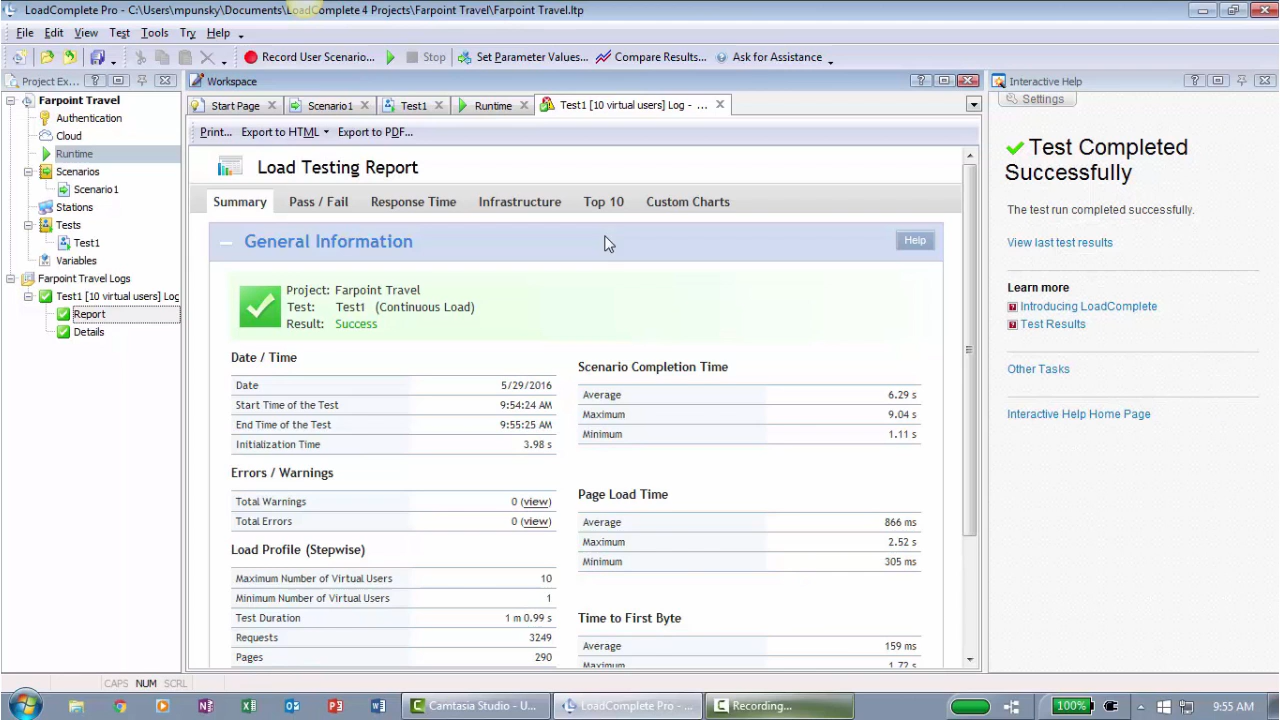 LoadComplete Pro - C:\Users\mpunsky\Documents\LoadComplete 4 Projects\Farpoint Travel\Farpoint Travel.ltp
File Edit View Test Tools Try Help
Record User Scenario... Stop Set Parameter Values... Compare Results... Ask for Assistance
Project Ex...
Farpoint Travel
Authentication
Cloud
Runtime
Scenarios
Scenario1
Stations
Tests
Test1
Variables
Farpoint Travel Logs
Test1 [10 virtual users] Log
Report
Details
Workspace
Start Page Scenario1 Test1 Runtime Test1 [10 virtual users] Log - ...
Print... Export to HTML Export to PDF...
Load Testing Report
Summary Pass / Fail Response Time Infrastructure Top 10 Custom Charts
General Information Help
Project: Farpoint Travel
Test: Test1 (Continuous Load)
Result: Success
Date / Time
Date 5/29/2016
Start Time of the Test 9:54:24 AM
End Time of the Test 9:55:25 AM
Initialization Time 3.98 s
Errors / Warnings
Total Warnings 0 (view)
Total Errors 0 (view)
Load Profile (Stepwise)
Maximum Number of Virtual Users 10
Minimum Number of Virtual Users 1
Test Duration 1 m 0.99 s
Requests 3249
Pages 290
Scenario Completion Time
Average 6.29 s
Maximum 9.04 s
Minimum 1.11 s
Page Load Time
Average 866 ms
Maximum 2.52 s
Minimum 305 ms
Time to First Byte
Average 159 ms
Maximum 1.72 s
Interactive Help
Settings
Test Completed
Successfully
The test run completed successfully.
View last test results
Learn more
Introducing LoadComplete
Test Results
Other Tasks
Interactive Help Home Page
CAPS NUM SCRL
Camtasia Studio - U... LoadComplete Pro - ... Recording... 100% 9:55 AM